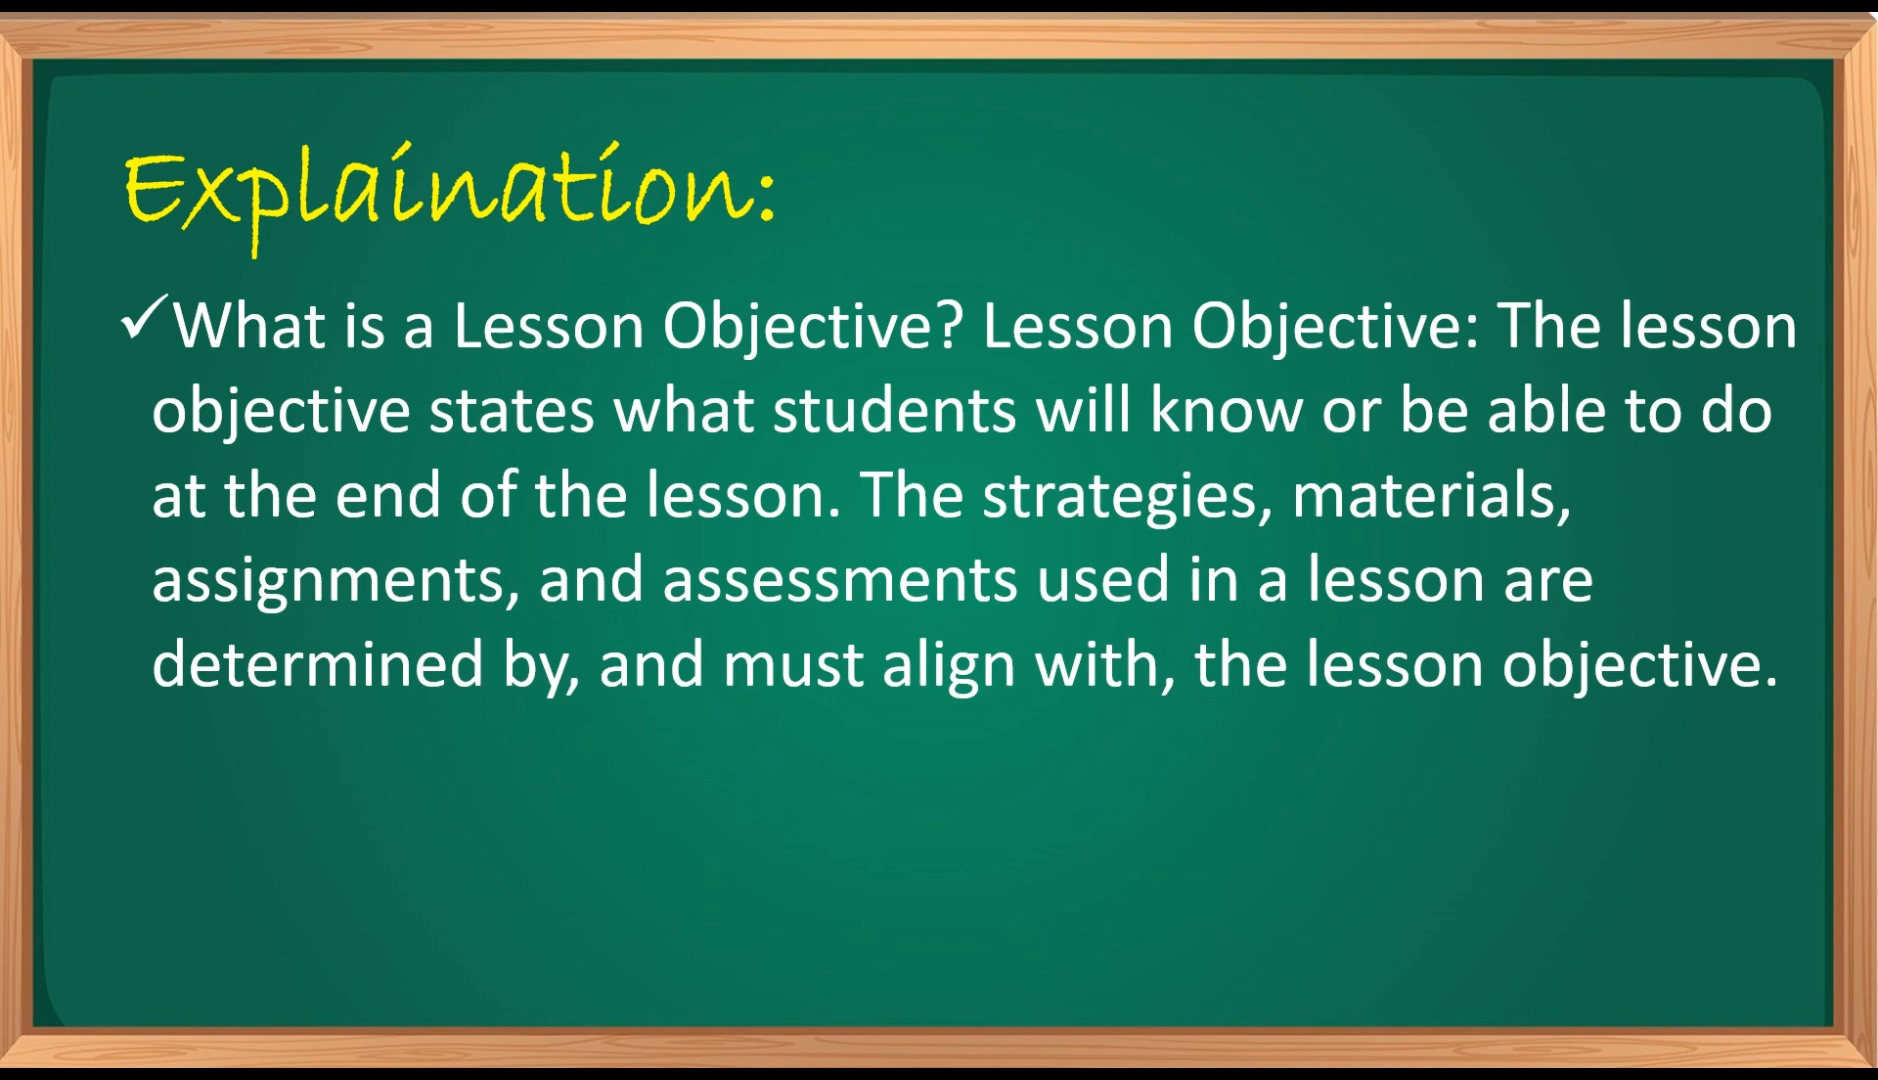 Explaination:
✓What is a Lesson Objective? Lesson Objective: The lesson
objective states what students will know or be able to do
at the end of the lesson. The strategies, materials,
assignments, and assessments used in a lesson are
determined by, and must align with, the lesson objective.